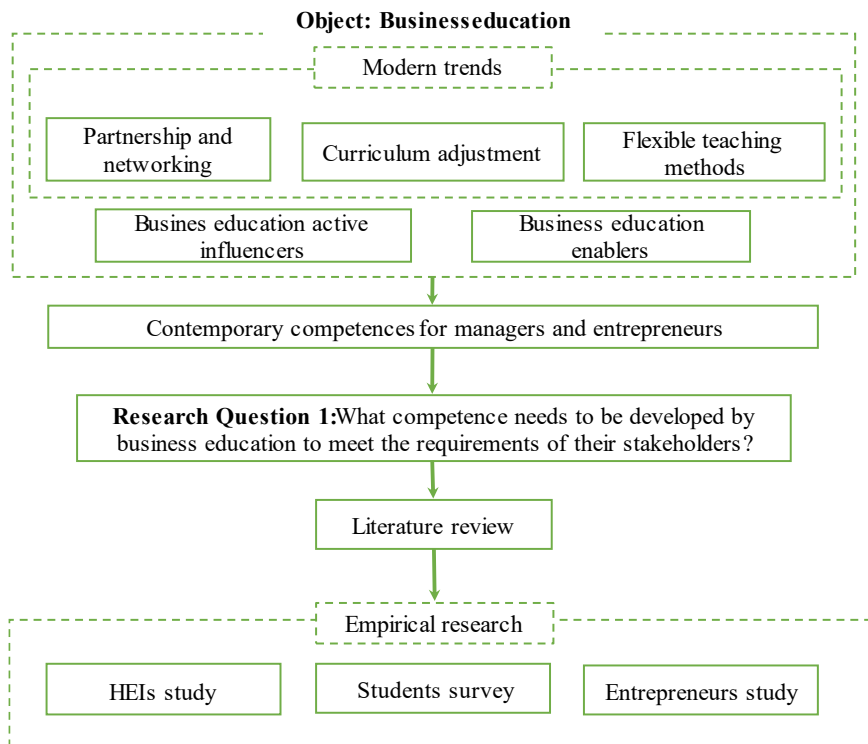 Object: Business education
Modern trends
Partnership and
networking
Curriculum adjustment
Flexible teaching
methods
Busines education active
influencers
Business education
enablers
Contemporary competences for managers and entrepreneurs
Research Question 1:What competence needs to be developed by
business education to meet the requirements of their stakeholders?
Literature review
Empirical research
HEIs study
Students survey
Entrepreneurs study